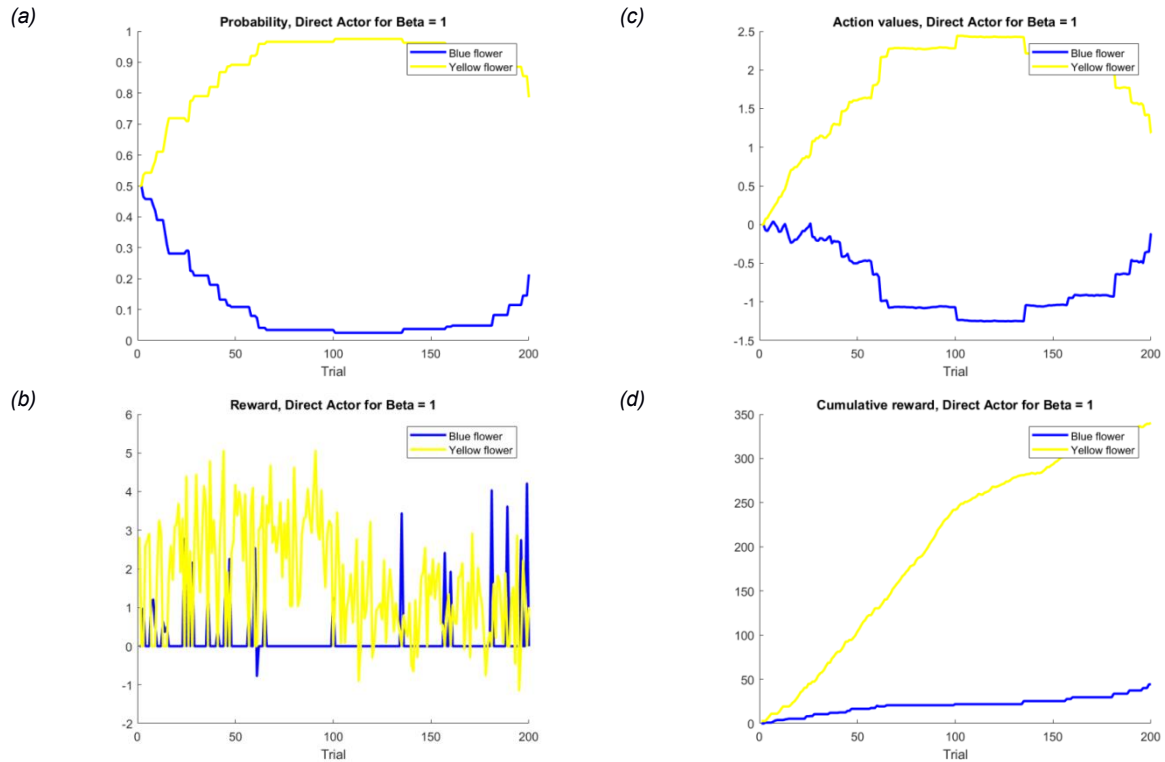 (a)
Probability, Direct Actor for Beta = 1
Blue flower
Yellow flower
1
0.9
0.8
0.7
0.6
0.5
0.4
0.3
0.2
0.1
0
0
50
100
150
200
Trial
(c)
Action values, Direct Actor for Beta = 1
Blue flower
Yellow flower
2.5
2
1.5
1
0.5
0
-0.5
-1
-1.5
0
50
100
150
200
Trial
(b)
Reward, Direct Actor for Beta = 1
Blue flower
Yellow flower
6
5
4
3
2
1
0
-1
-2
0
50
100
150
200
Trial
(d)
Cumulative reward, Direct Actor for Beta = 1
Blue flower
Yellow flower
350
300
250
200
150
100
50
0
0
50
100
150
200
Trial